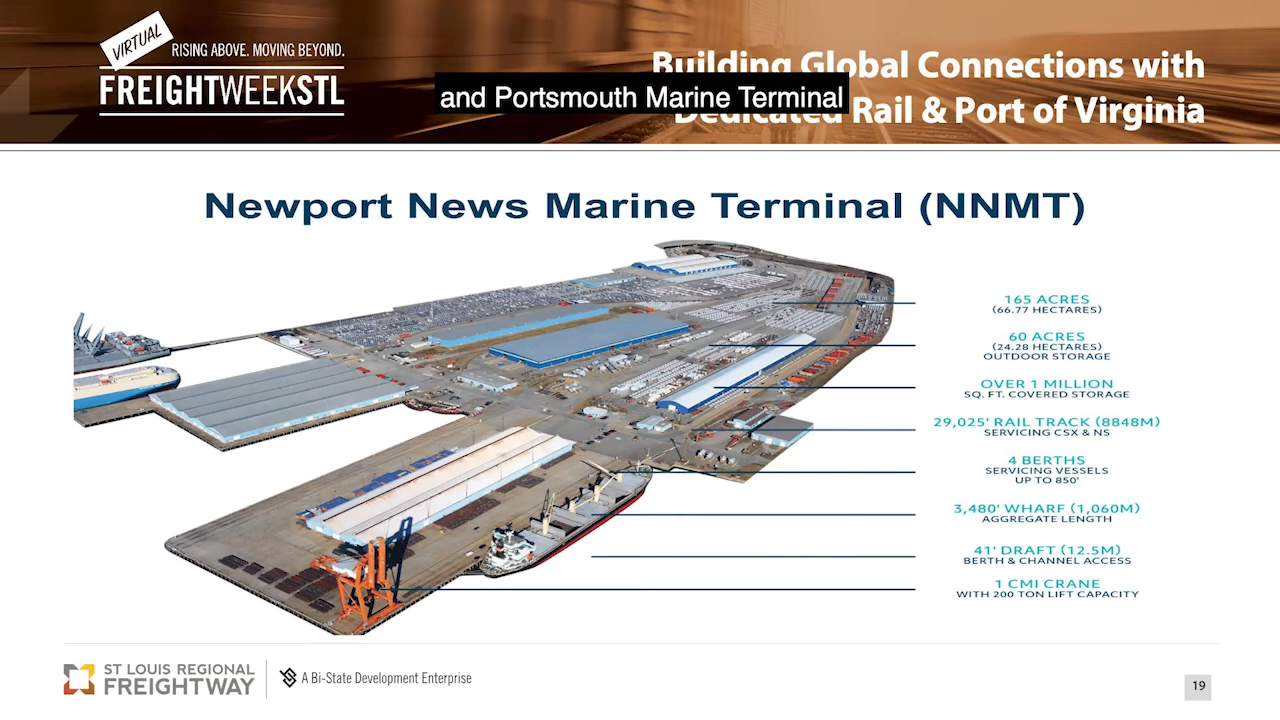 VIRTUAL
RISING ABOVE. MOVING BEYOND.
FREIGHTWEEKSTL
Building Global Connections with
Dedicated Rail & Port of Virginia
and Portsmouth Marine Terminal
Newport News Marine Terminal (NNMT)
165 ACRES
(66.77 HECTARES)
60 ACRES
(24.28 HECTARES)
OUTDOOR STORAGE
OVER 1 MILLION
SQ. FT. COVERED STORAGE
29,025' RAIL TRACK (8848M)
SERVICING CSX & NS
4 BERTHS
SERVICING VESSELS
UP TO 850'
3,480' WHARF (1,060M)
AGGREGATE LENGTH
41' DRAFT (12.5M)
BERTH & CHANNEL ACCESS
1 CMI CRANE
WITH 200 TON LIFT CAPACITY
ST LOUIS REGIONAL
FREIGHTWAY
A Bi-State Development Enterprise
19